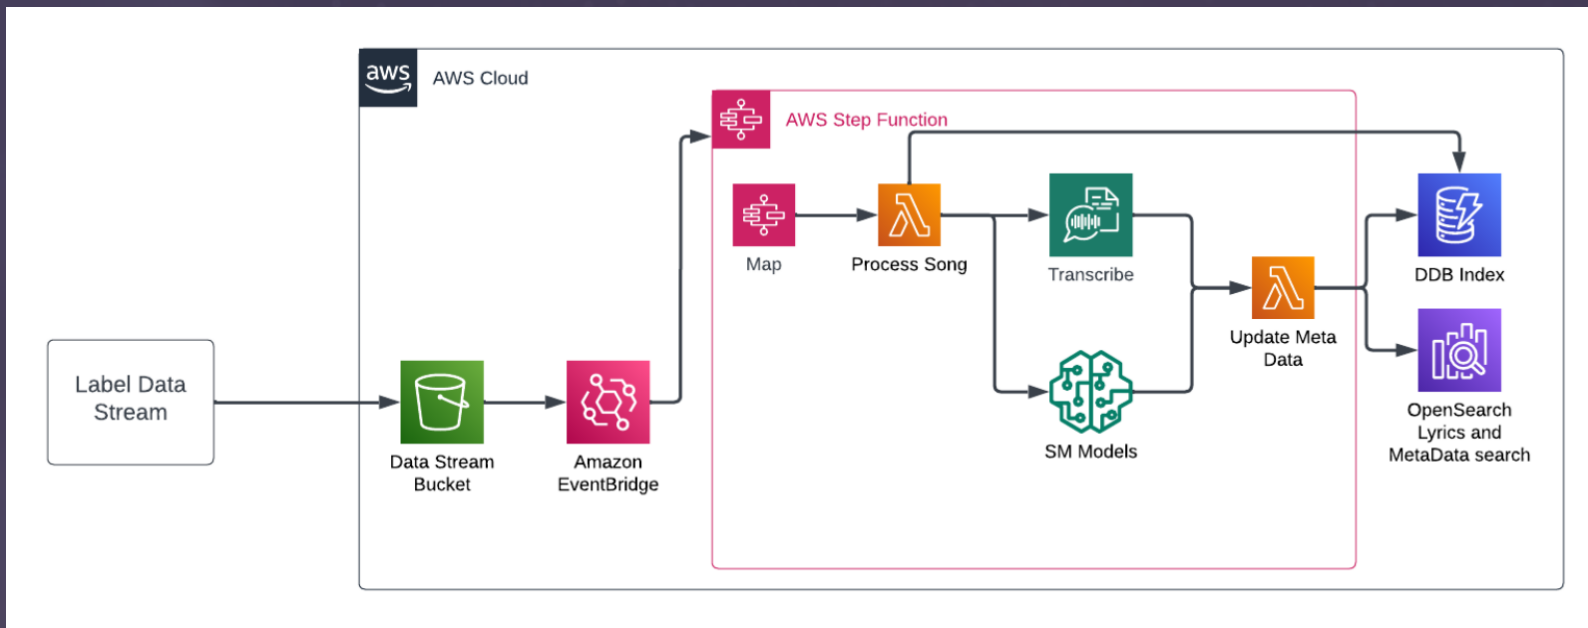 aws
AWS Cloud
AWS Step Function
Map
Process Song
Transcribe
DDB Index
Update Meta
Data
Label Data
Stream
Data Stream
Bucket
Amazon
EventBridge
SM Models
OpenSearch
Lyrics and
MetaData search